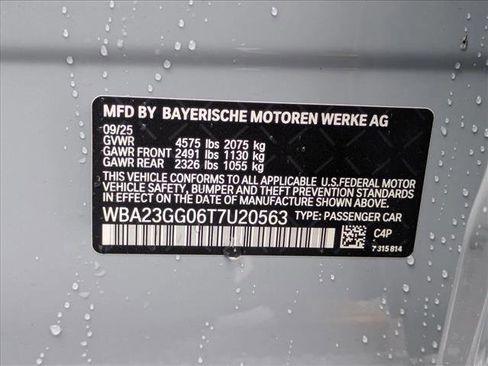 MFD BY BAYERISCHE MOTOREN WERKE AG
09/25
GVWR 4575 lbs 2075 kg
GAWR FRONT 2491 lbs 1130 kg
GAWR REAR 2326 lbs 1055 kg
THIS VEHICLE CONFORMS TO ALL APPLICABLE U.S.FEDERAL MOTOR
VEHICLE SAFETY, BUMPER AND THEFT PREVENTION STANDARDS
IN EFFECT ON THE DATE OF MANUFACTURE SHOWN ABOVE.
WBA23GG06T7U20563 TYPE: PASSENGER CAR
C4P
7 315 814